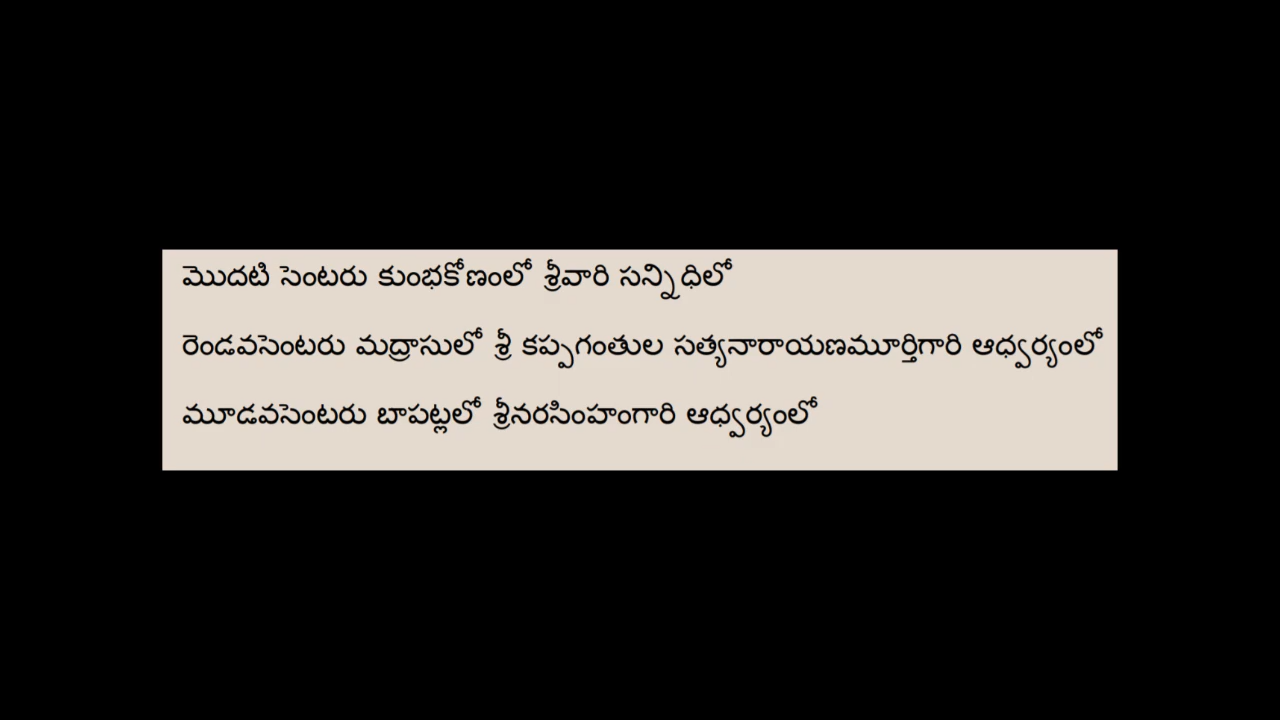 మొదటి సెంటరు కుంభకోణంలో శ్రీవారి సన్నిధిలో
రెండవసెంటరు మద్రాసులో శ్రీ కప్పగంతుల సత్యనారాయణమూర్తిగారి ఆధ్వర్యంలో
మూడవసెంటరు బాపట్లలో శ్రీనరసింహంగారి ఆధ్వర్యంలో